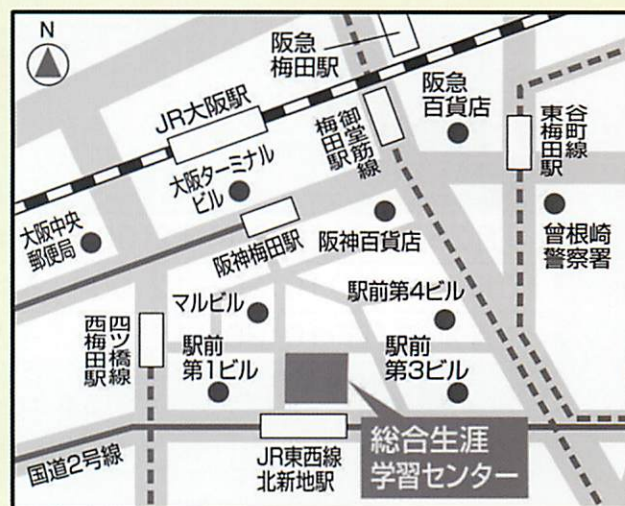 N
阪急
梅田駅
阪急
百貨店
JR大阪駅
御堂筋線
梅田駅
谷町線
東梅田駅
大阪ターミナル
ビル
大阪中央
郵便局
阪神梅田駅
阪神百貨店
曾根崎
警察署
マルビル
駅前第4ビル
四ツ橋線
西梅田駅
駅前
第1ビル
駅前
第3ビル
総合生涯
学習センター
国道2号線
JR東西線
北新地駅